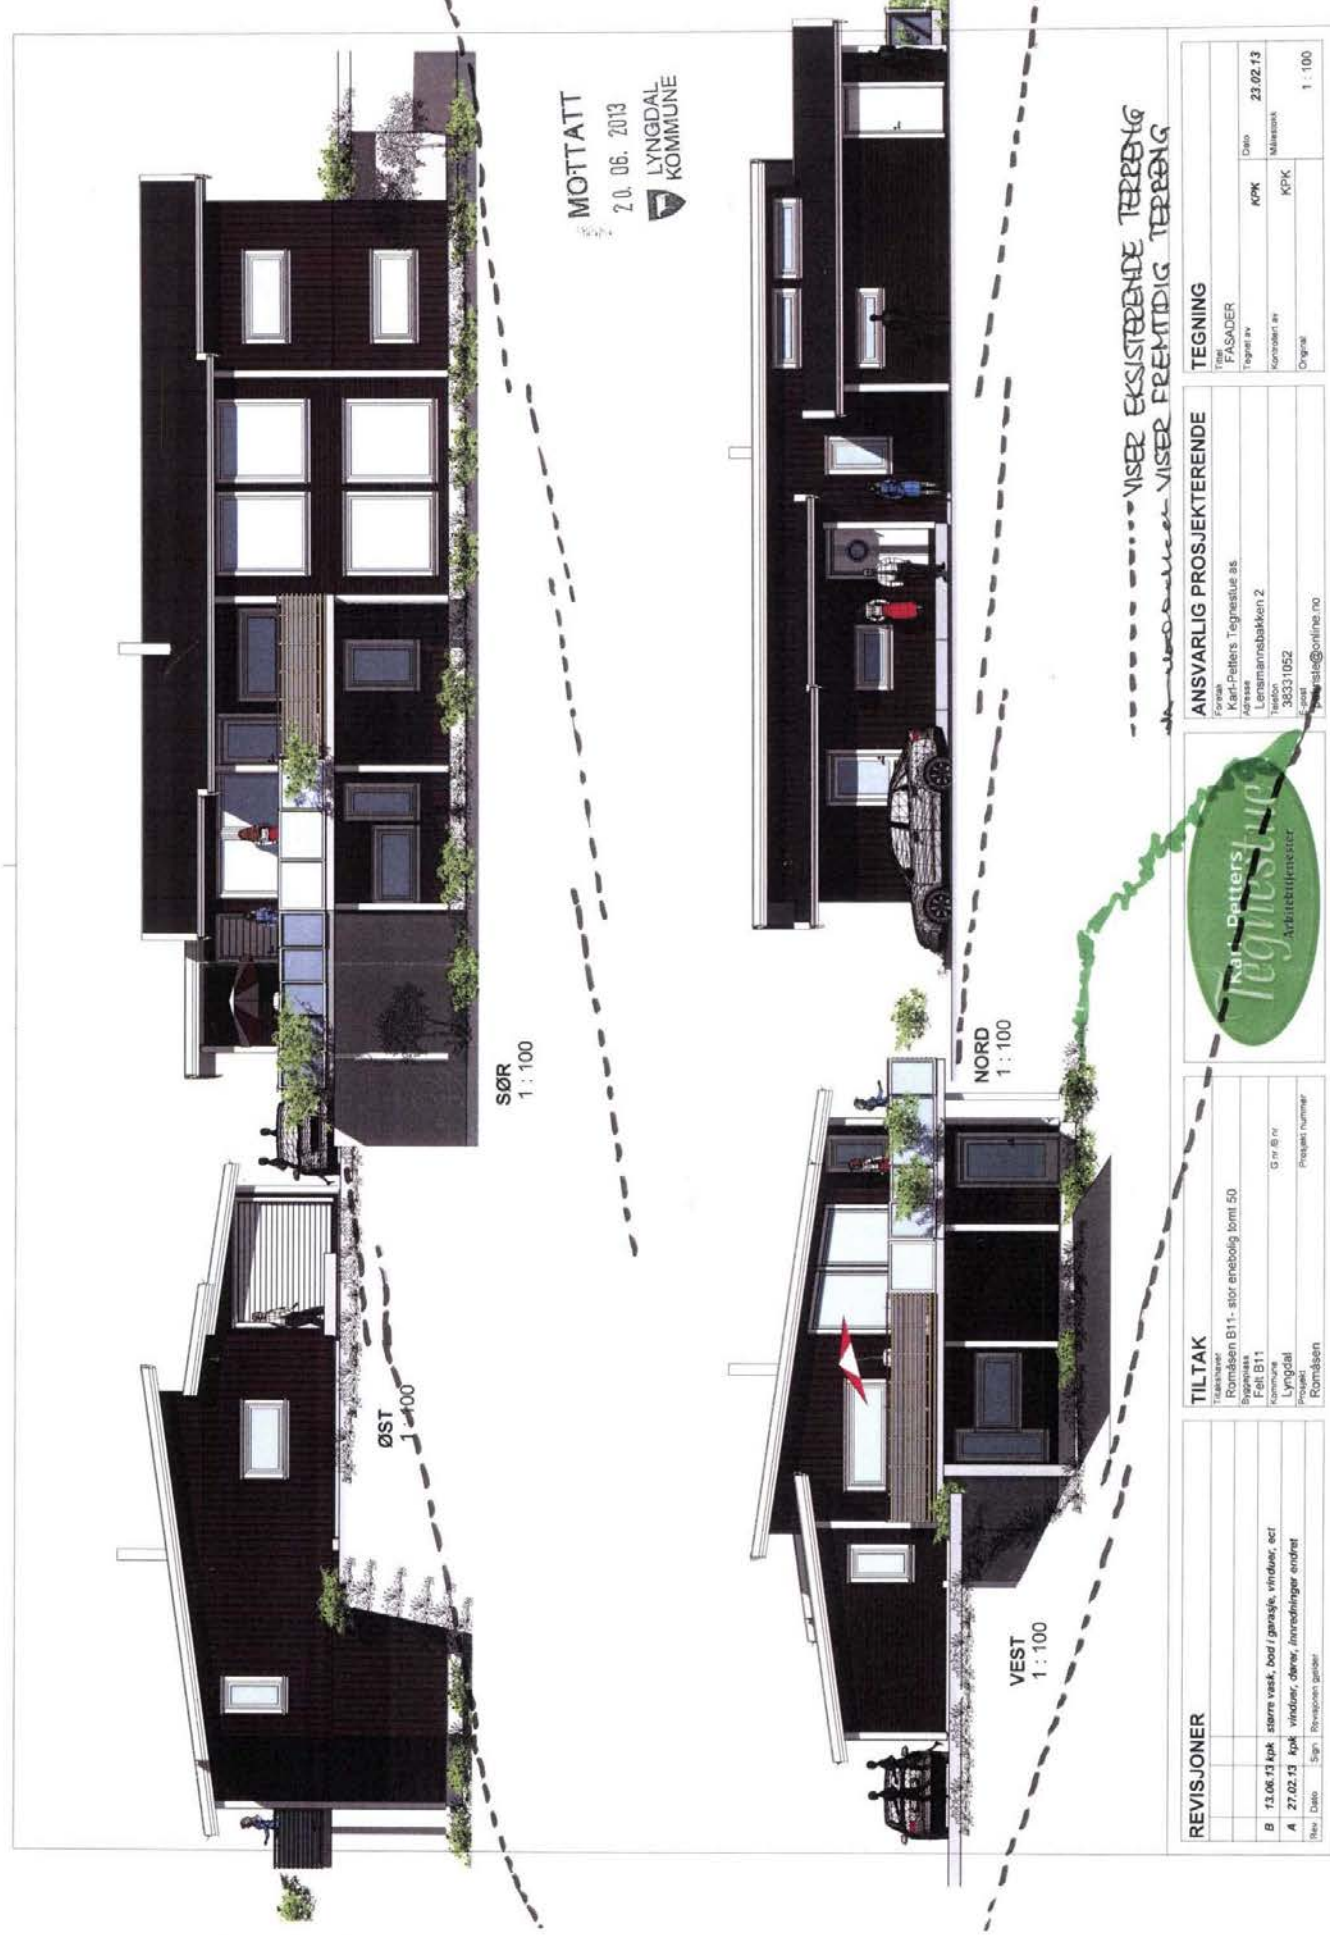 MOTTATT
20. 06. 2013
LYNGDAL
KOMMUNE
SØR
1 : 100
ØST
1 : 100
NORD
1 : 100
VEST
1 : 100
VISER EKSISTERENDE TERRENG
VISER FREMTIDIG TERRENG
REVISJONER
B 13.06.13 kpk større vask, bod i garasje, vinduer, ect
A 27.02.13 kpk vinduer, dører, innredninger endret
Rev Dato Sign Revisjonen gjelder
TILTAK
Tiltakshaver
Romåsen B11- stor enebolig tomt 50
Byggeplass
Felt B11
Kommune
G nr /B nr
Lyngdal
Prosjekt
Prosjekt nummer
Romåsen
Karl-Petters
Tegnestue
Arkitekttjenester
ANSVARLIG PROSJEKTERENDE
Foretak
Karl-Petters Tegnestue as
Adresse
Lensmannsbakken 2
Telefon
38331052
E-post
TEGNING
Tittel
FASADER
Tegnet av
KPK
Dato
23.02.13
Kontrollert av
KPK
Målestokk
Original
1 : 100